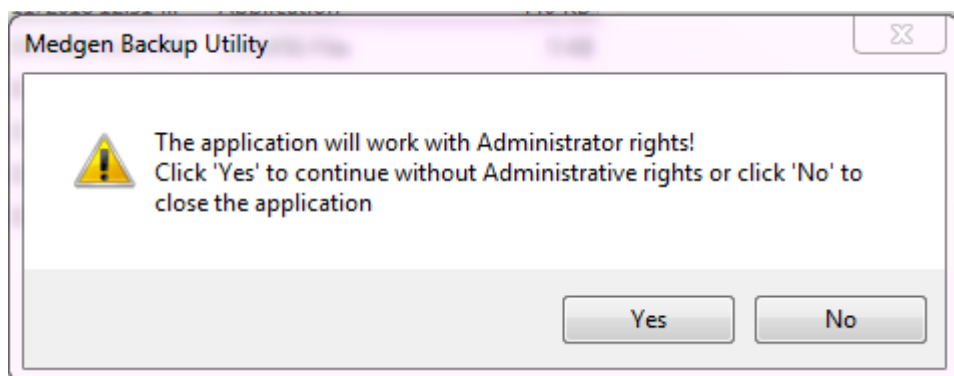 Medgen Backup Utility
The application will work with Administrator rights!
Click 'Yes' to continue without Administrative rights or click 'No' to
close the application
Yes
No